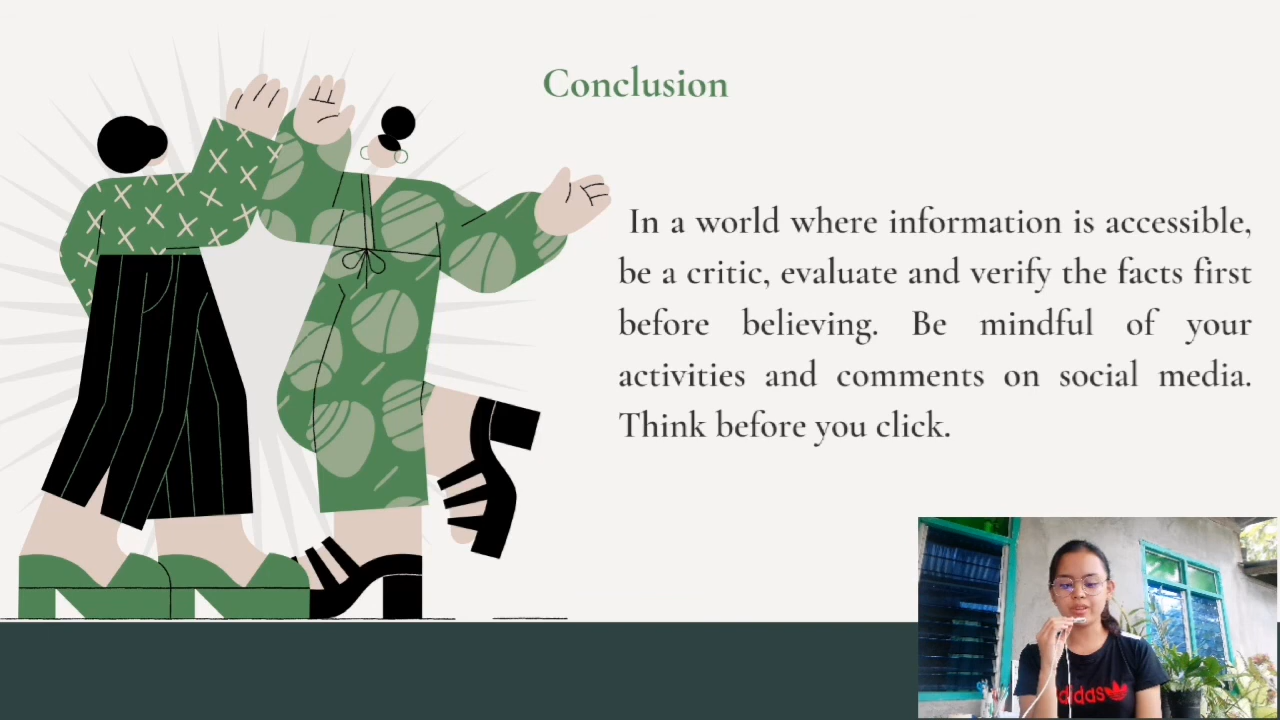 Conclusion
In a world where information is accessible,
be a critic, evaluate and verify the facts first
before believing. Be mindful of your
activities and comments on social media.
Think before you click.
adidas